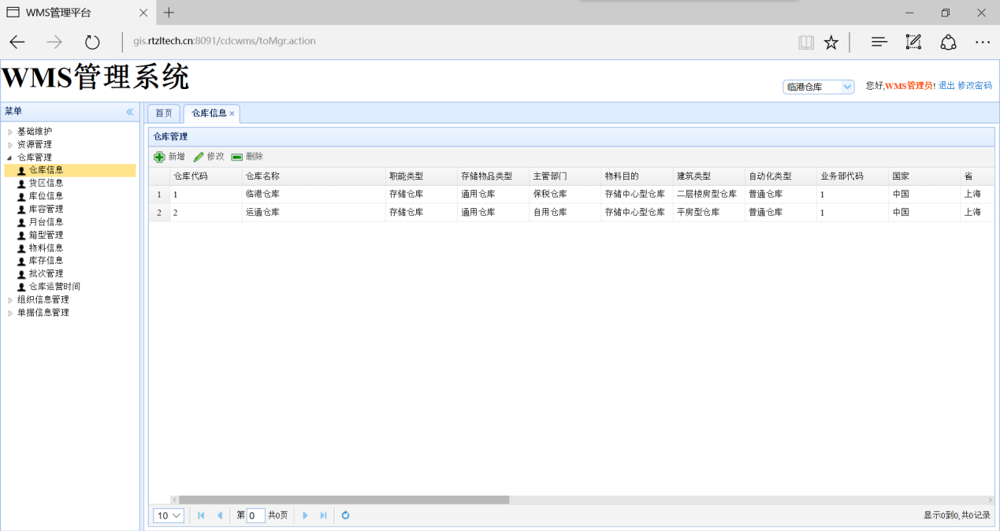 WMS管理平台
gis.rtzltech.cn:8091/cdcwms/toMgr.action
WMS管理系统
临港仓库
您好,WMS管理员! 退出 修改密码
菜单
基础维护
资源管理
仓库管理
仓库信息
货区信息
库位信息
库容管理
月台信息
箱型管理
物料信息
库存信息
批次管理
仓库运营时间
组织信息管理
单据信息管理
首页 仓库信息
仓库管理
新增 修改 删除
仓库代码 仓库名称 职能类型 存储物品类型 主管部门 物料目的 建筑类型 自动化类型 业务部代码 国家 省
1 1 临港仓库 存储仓库 通用仓库 保税仓库 存储中心型仓库 二层楼房型仓库 普通仓库 1 中国 上海
2 2 运通仓库 存储仓库 通用仓库 自用仓库 存储中心型仓库 平房型仓库 普通仓库 1 中国 上海
10 第 0 共0页 显示0到0,共0记录